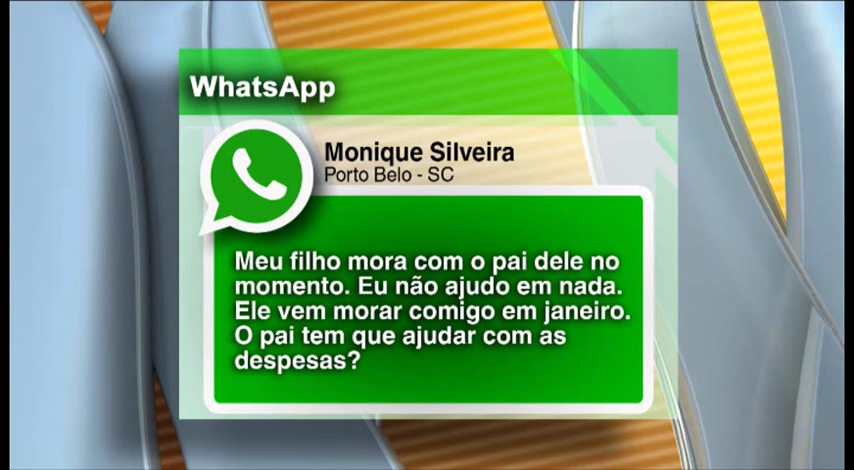 WhatsApp
Monique Silveira
Porto Belo - SC
Meu filho mora com o pai dele no
momento. Eu não ajudo em nada.
Ele vem morar comigo em janeiro.
O pai tem que ajudar com as
despesas?